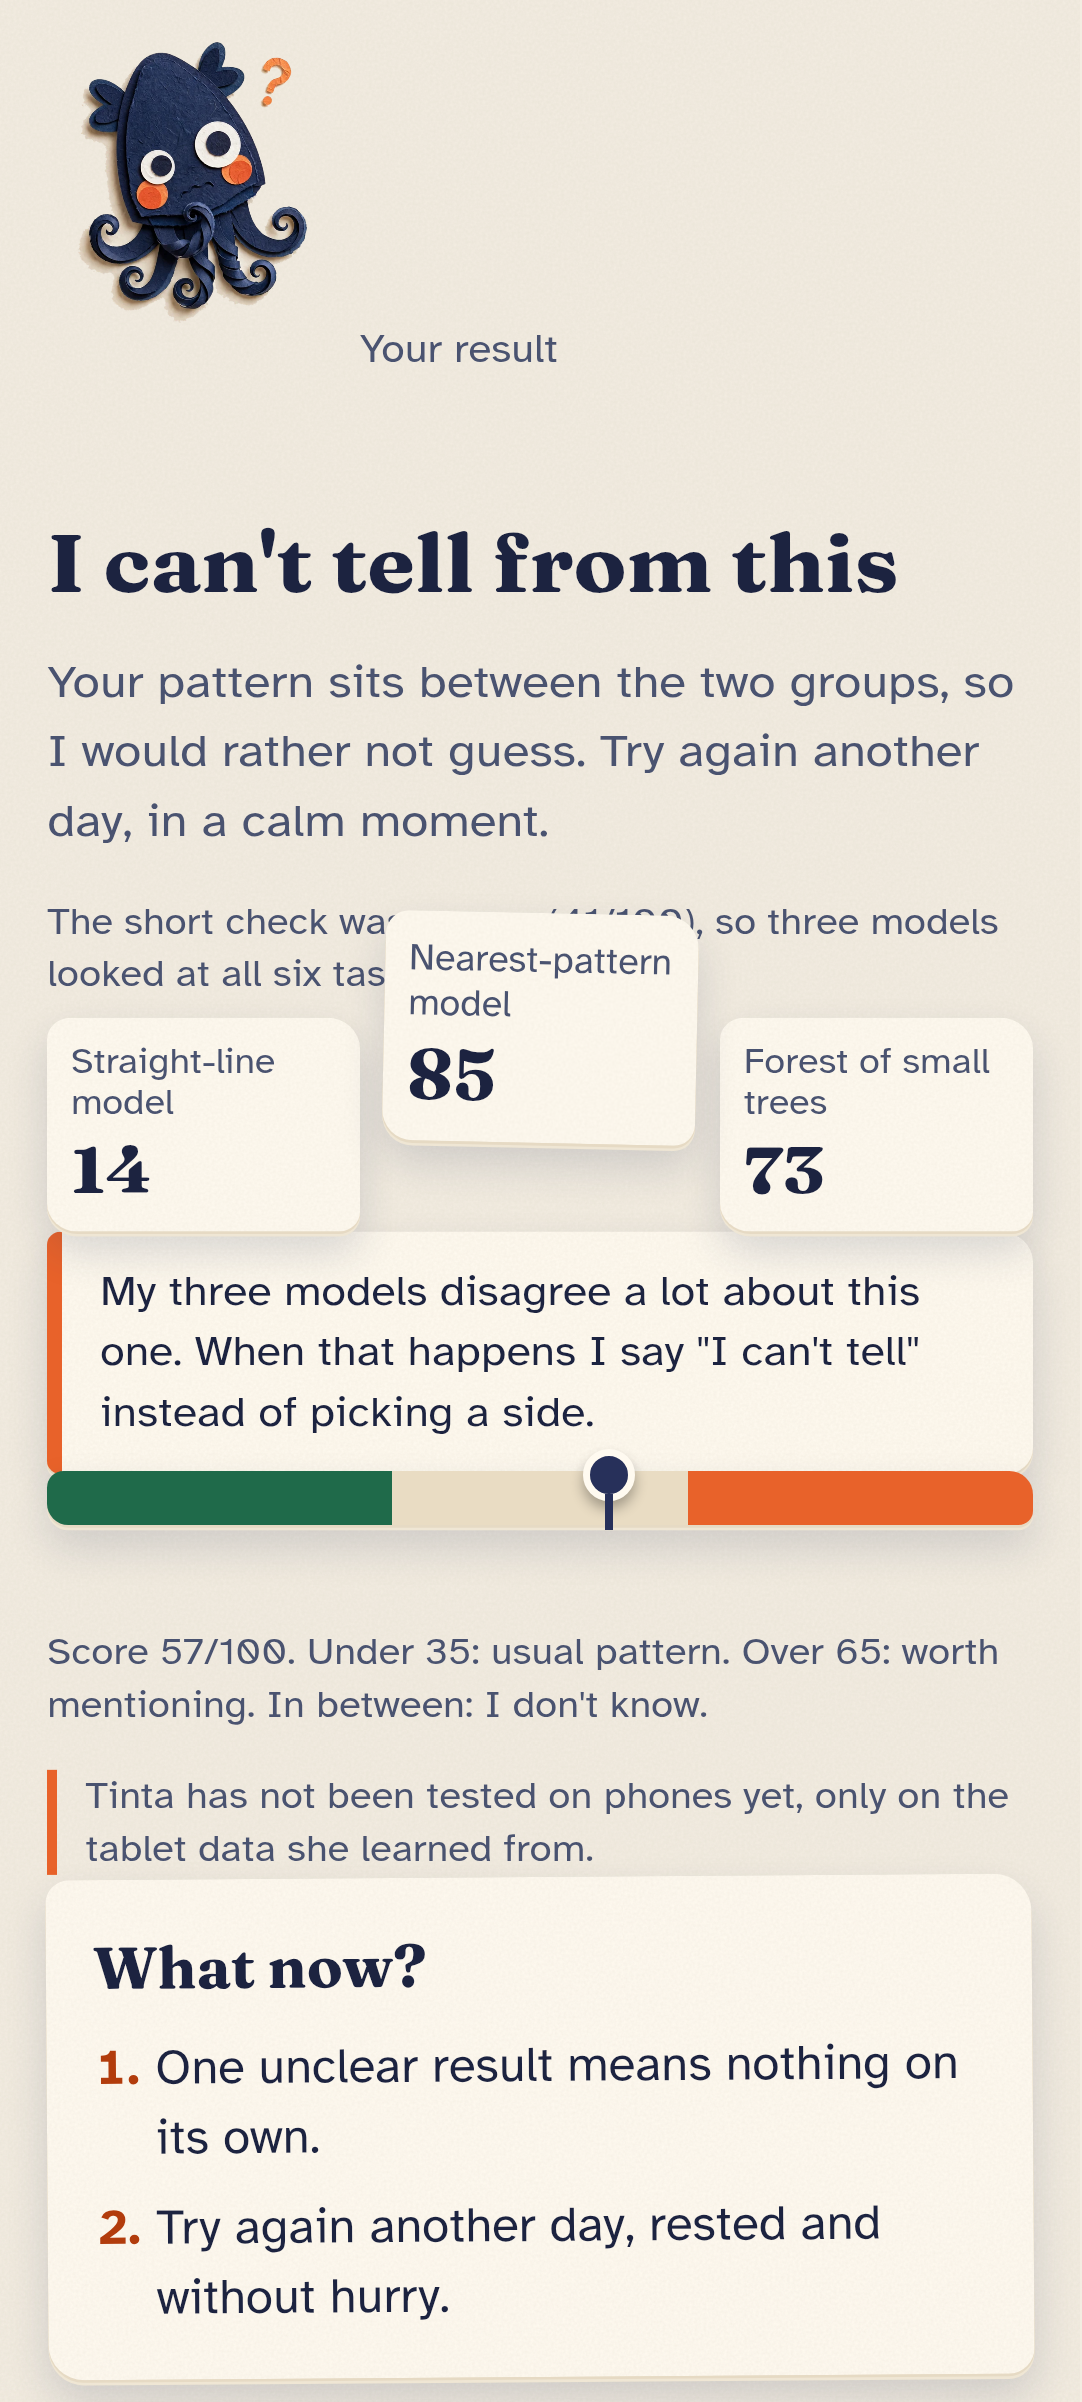 ?
Your result
I can't tell from this
Your pattern sits between the two groups, so
I would rather not guess. Try again another
day, in a calm moment.
The short check was (41/100), so three models
looked at all six
Nearest-pattern
model
85
Straight-line
model
14
Forest of small
trees
73
My three models disagree a lot about this
one. When that happens I say "I can't tell"
instead of picking a side.
Score 57/100. Under 35: usual pattern. Over 65: worth
mentioning. In between: I don't know.
Tinta has not been tested on phones yet, only on the
tablet data she learned from.
What now?
1. One unclear result means nothing on
its own.
2. Try again another day, rested and
without hurry.